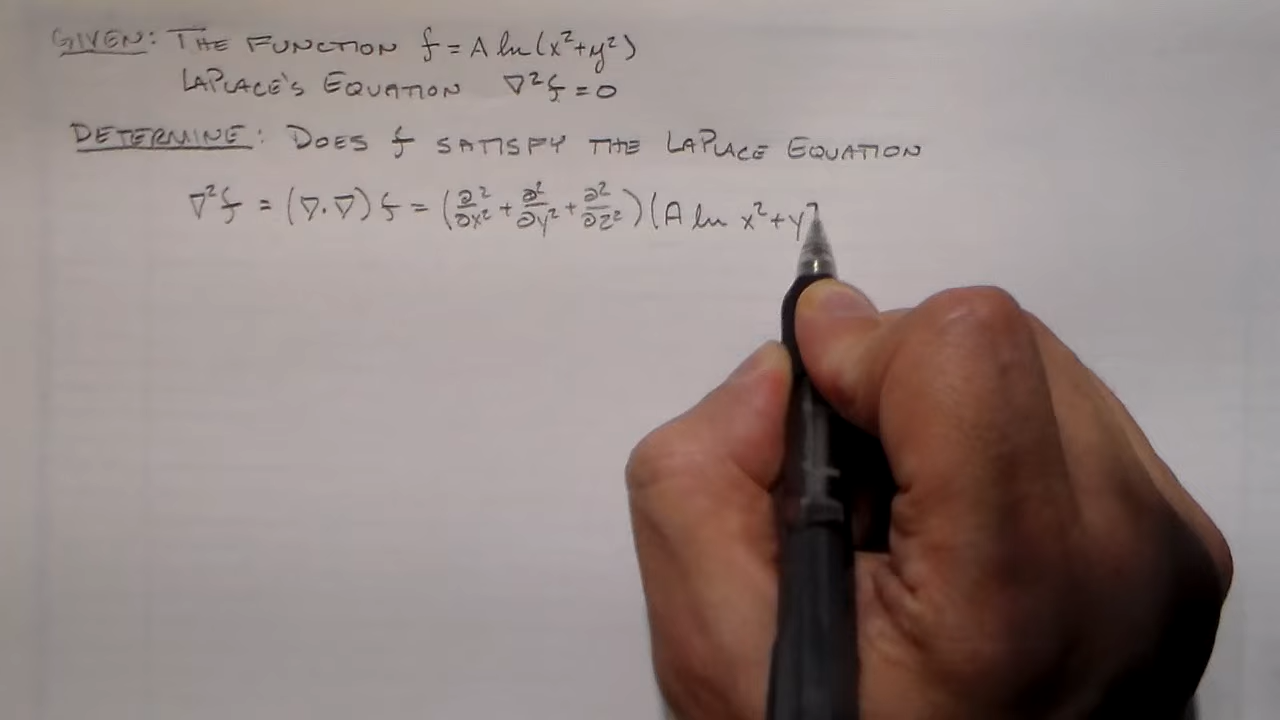 GIVEN: THE FUNCTION f = A ln(x²+y²)
LAPLACE'S EQUATION ∇²f = 0
DETERMINE: DOES f SATISFY THE LAPLACE EQUATION
∇²f = (∇·∇) f = (∂²/∂x² + ∂²/∂y² + ∂²/∂z²)(A ln x²+y²